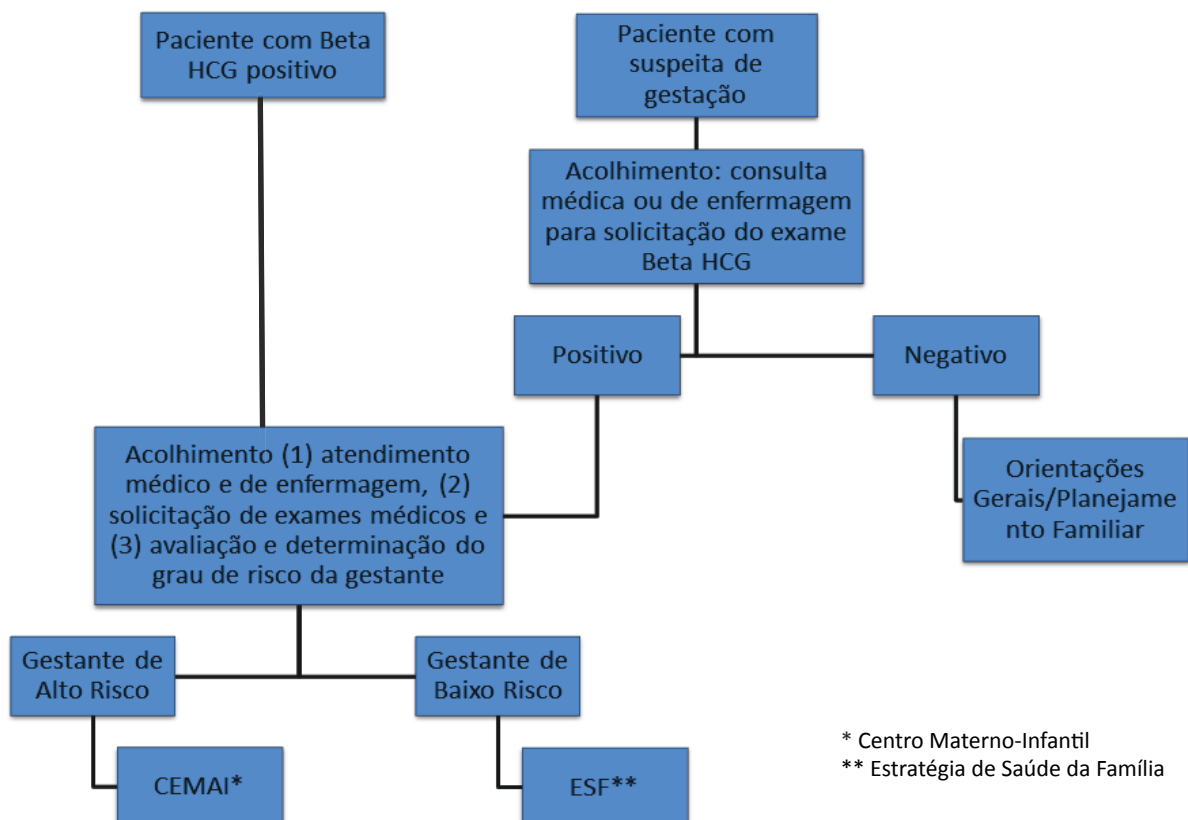 Paciente com Beta
HCG positivo
Paciente com
suspeita de
gestação
Acolhimento: consulta
médica ou de enfermagem
para solicitação do exame
Beta HCG
Positivo
Negativo
Acolhimento (1) atendimento
médico e de enfermagem, (2)
solicitação de exames médicos e
(3) avaliação e determinação do
grau de risco da gestante
Orientações
Gerais/Planejame
nto Familiar
Gestante de
Alto Risco
Gestante de
Baixo Risco
CEMAI*
ESF**
* Centro Materno-Infantil
** Estratégia de Saúde da Família